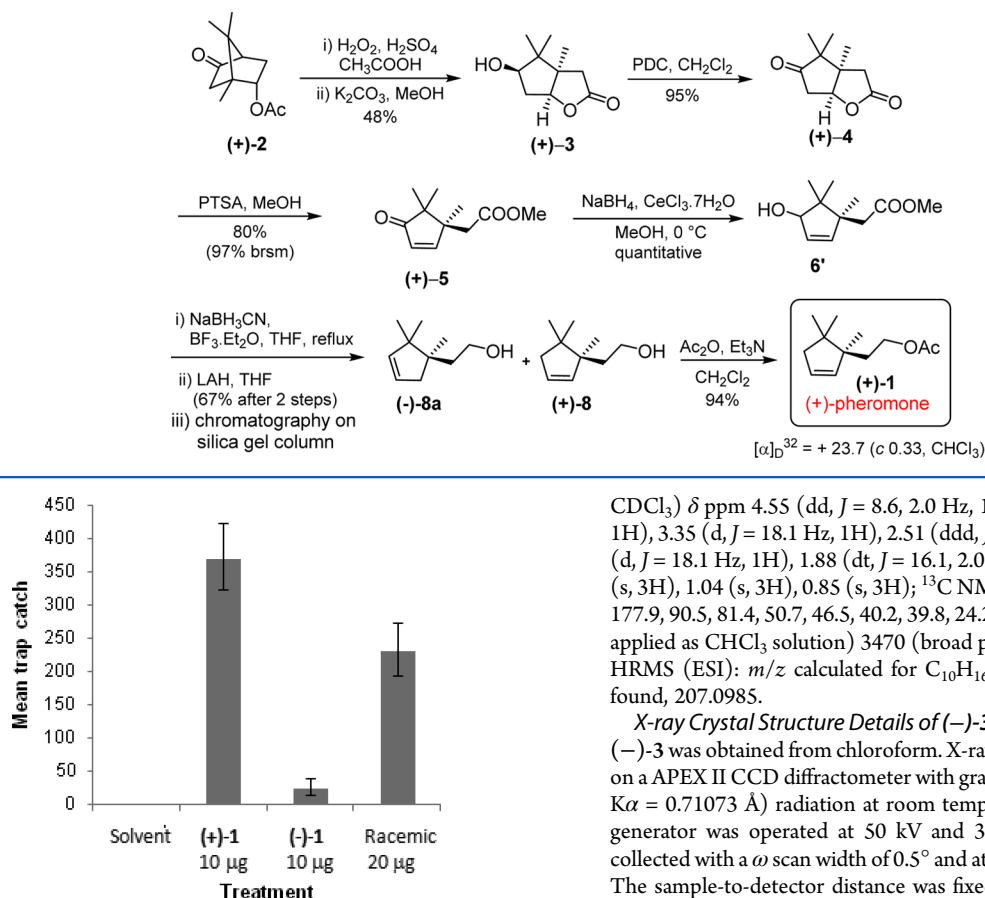 i) H₂O₂, H₂SO₄
CH₃COOH
ii) K₂CO₃, MeOH
48%
O
OAc
(+)-2
HO
H
O
O
(+)–3
PDC, CH₂Cl₂
95%
O
H
O
O
(+)–4
PTSA, MeOH
80%
(97% brsm)
O
COOMe
(+)–5
NaBH₄, CeCl₃.7H₂O
MeOH, 0 °C
quantitative
HO
COOMe
6'
i) NaBH₃CN,
BF₃.Et₂O, THF, reflux
ii) LAH, THF
(67% after 2 steps)
iii) chromatography on
silica gel column
OH
(-)-8a
+
OH
(+)-8
Ac₂O, Et₃N
CH₂Cl₂
94%
OAc
(+)-1
(+)-pheromone
[α]D³² = + 23.7 (c 0.33, CHCl₃)
Mean trap catch
450
400
350
300
250
200
150
100
50
0
Solvent (+)-1 (-)-1 Racemic
10 µg 10 µg 20 µg
Treatment
CDCl₃) δ ppm 4.55 (dd, J = 8.6, 2.0 Hz, 1
1H), 3.35 (d, J = 18.1 Hz, 1H), 2.51 (ddd,
(d, J = 18.1 Hz, 1H), 1.88 (dt, J = 16.1, 2.0
(s, 3H), 1.04 (s, 3H), 0.85 (s, 3H); ¹³C NM
177.9, 90.5, 81.4, 50.7, 46.5, 40.2, 39.8, 24.2
applied as CHCl₃ solution) 3470 (broad p
HRMS (ESI): m/z calculated for C₁₀H₁₆
found, 207.0985.
X-ray Crystal Structure Details of (−)-3
(−)-3 was obtained from chloroform. X-ra
on a APEX II CCD diffractometer with gra
Kα = 0.71073 Å) radiation at room temp
generator was operated at 50 kV and 3
collected with a ω scan width of 0.5° and at
The sample-to-detector distance was fixe